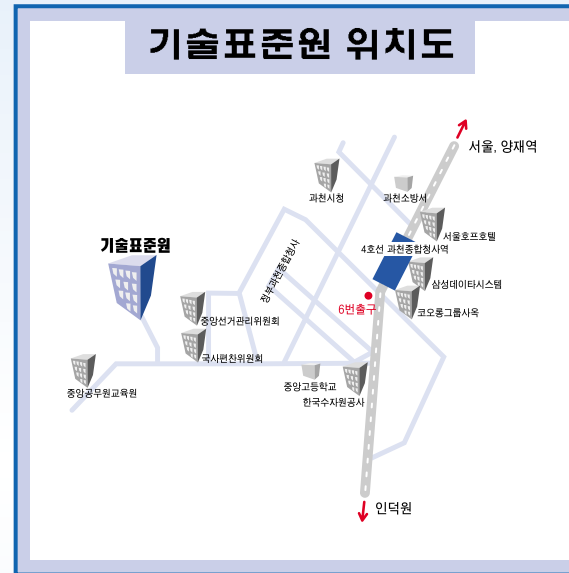 기술표준원 위치도
서울, 양재역
과천시청
과천소방서
서울호프호텔
기술표준원
4호선 과천종합청사역
정부과천종합청사
삼성데이타시스템
6번출구
코오롱그룹사옥
중앙선거관리위원회
국사편찬위원회
중앙공무원교육원
중앙고등학교
한국수자원공사
인덕원